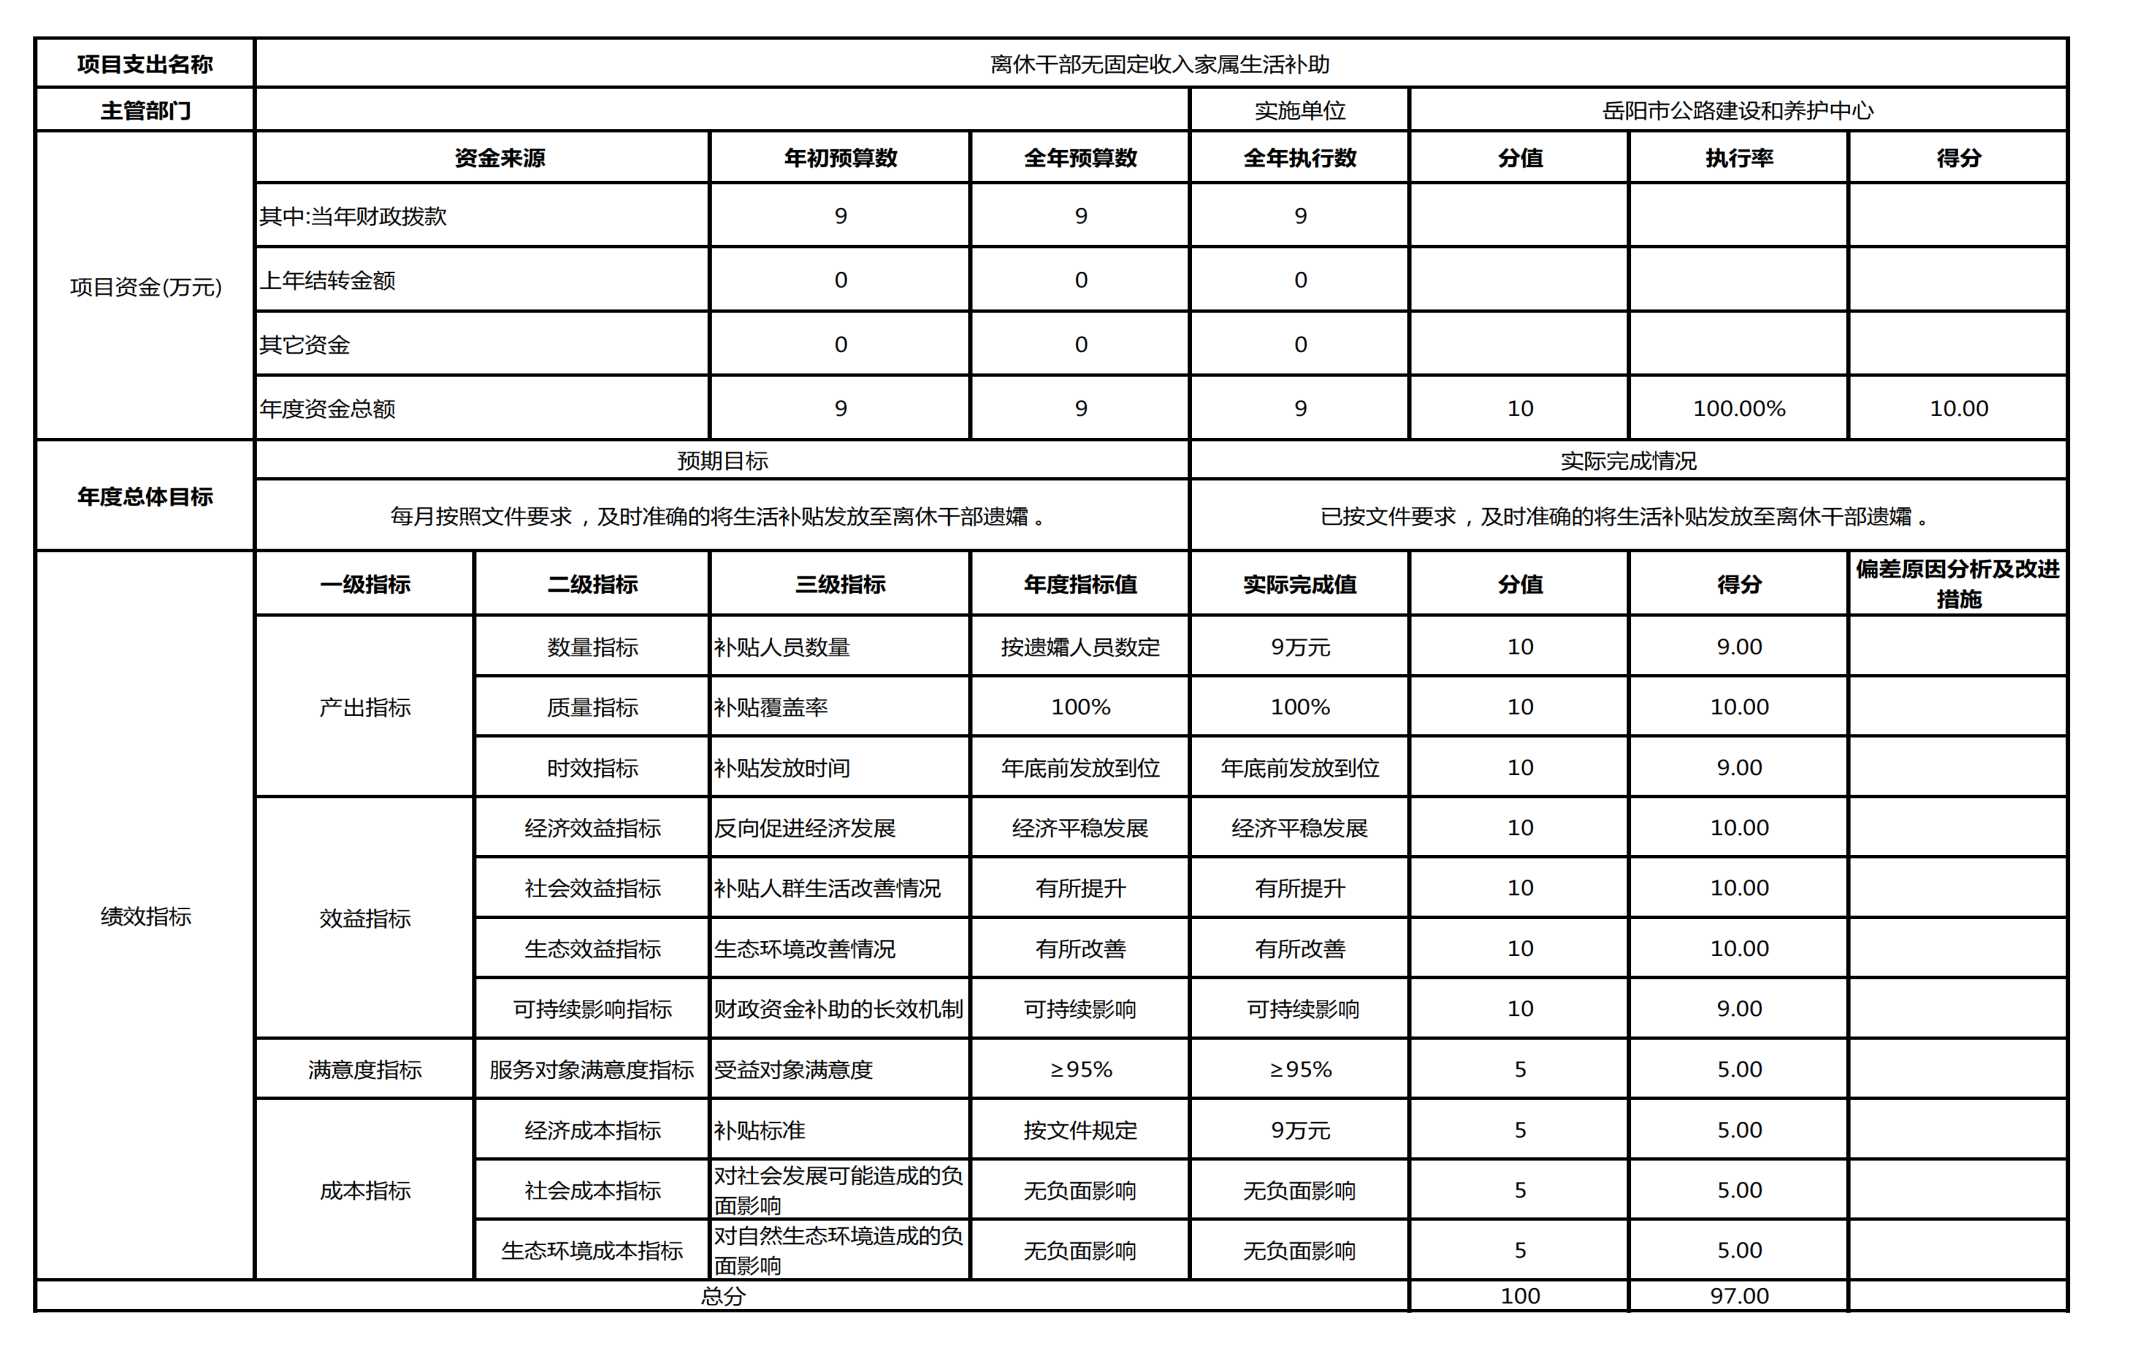 项目支出名称 离休干部无固定收入家属生活补助
主管部门 实施单位 岳阳市公路建设和养护中心
项目资金(万元) 资金来源 年初预算数 全年预算数 全年执行数 分值 执行率 得分
其中:当年财政拨款 9 9 9
上年结转金额 0 0 0
其它资金 0 0 0
年度资金总额 9 9 9 10 100.00% 10.00
年度总体目标 预期目标 实际完成情况
每月按照文件要求，及时准确的将生活补贴发放至离休干部遗孀。 已按文件要求，及时准确的将生活补贴发放至离休干部遗孀。
绩效指标 一级指标 二级指标 三级指标 年度指标值 实际完成值 分值 得分 偏差原因分析及改进
措施
产出指标 数量指标 补贴人员数量 按遗孀人员数定 9万元 10 9.00
质量指标 补贴覆盖率 100% 100% 10 10.00
时效指标 补贴发放时间 年底前发放到位 年底前发放到位 10 9.00
效益指标 经济效益指标 反向促进经济发展 经济平稳发展 经济平稳发展 10 10.00
社会效益指标 补贴人群生活改善情况 有所提升 有所提升 10 10.00
生态效益指标 生态环境改善情况 有所改善 有所改善 10 10.00
可持续影响指标 财政资金补助的长效机制 可持续影响 可持续影响 10 9.00
满意度指标 服务对象满意度指标 受益对象满意度 ≥95% ≥95% 5 5.00
成本指标 经济成本指标 补贴标准 按文件规定 9万元 5 5.00
社会成本指标 对社会发展可能造成的负
面影响 无负面影响 无负面影响 5 5.00
生态环境成本指标 对自然生态环境造成的负
面影响 无负面影响 无负面影响 5 5.00
总分 100 97.00